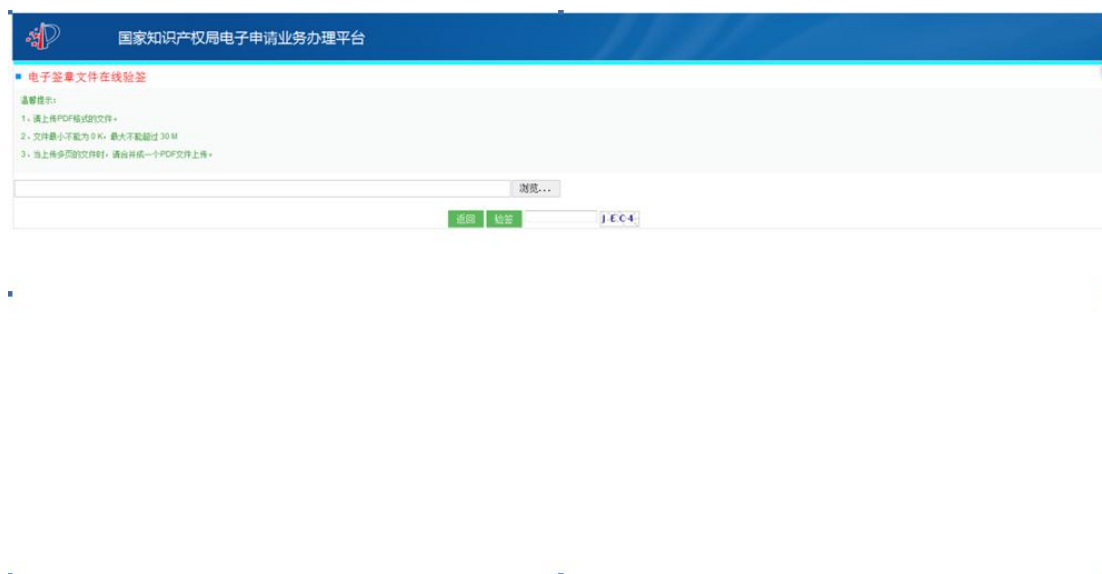 国家知识产权局电子申请业务办理平台
电子签章文件在线验签
温馨提示:
1、请上传PDF格式的文件。
2、文件最小不能为 0 K，最大不能超过 30 M
3、当上传多页的文件时，请合并成一个PDF文件上传。
浏览...
返回 验签 JEC4